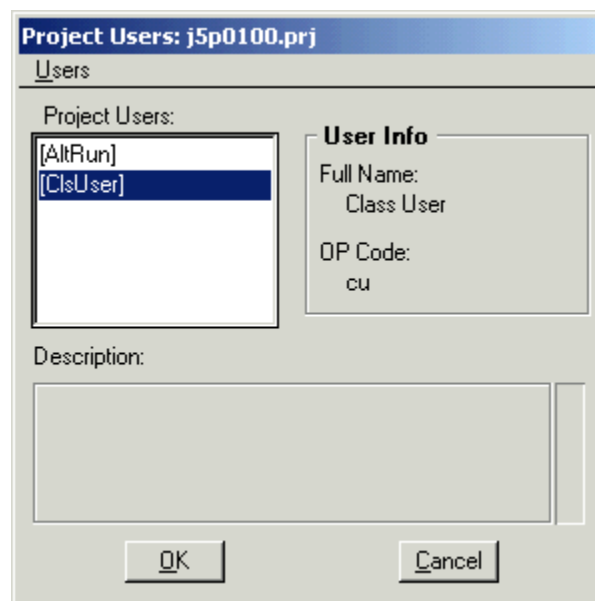 Project Users: j5p0100.prj
Users
Project Users:
[AltRun]
[ClsUser]
User Info
Full Name:
Class User
OP Code:
cu
Description:
OK
Cancel